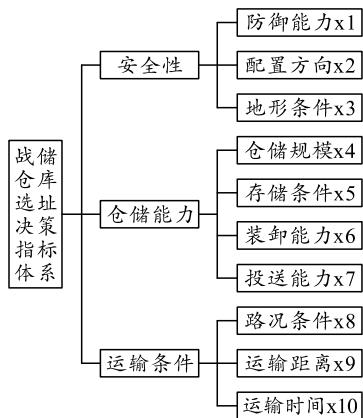 战储
仓库
选址
决策
指标
体系
安全性
防御能力x1
配置方向x2
地形条件x3
仓储能力
仓储规模x4
存储条件x5
装卸能力x6
投送能力x7
运输条件
路况条件x8
运输距离x9
运输时间x10